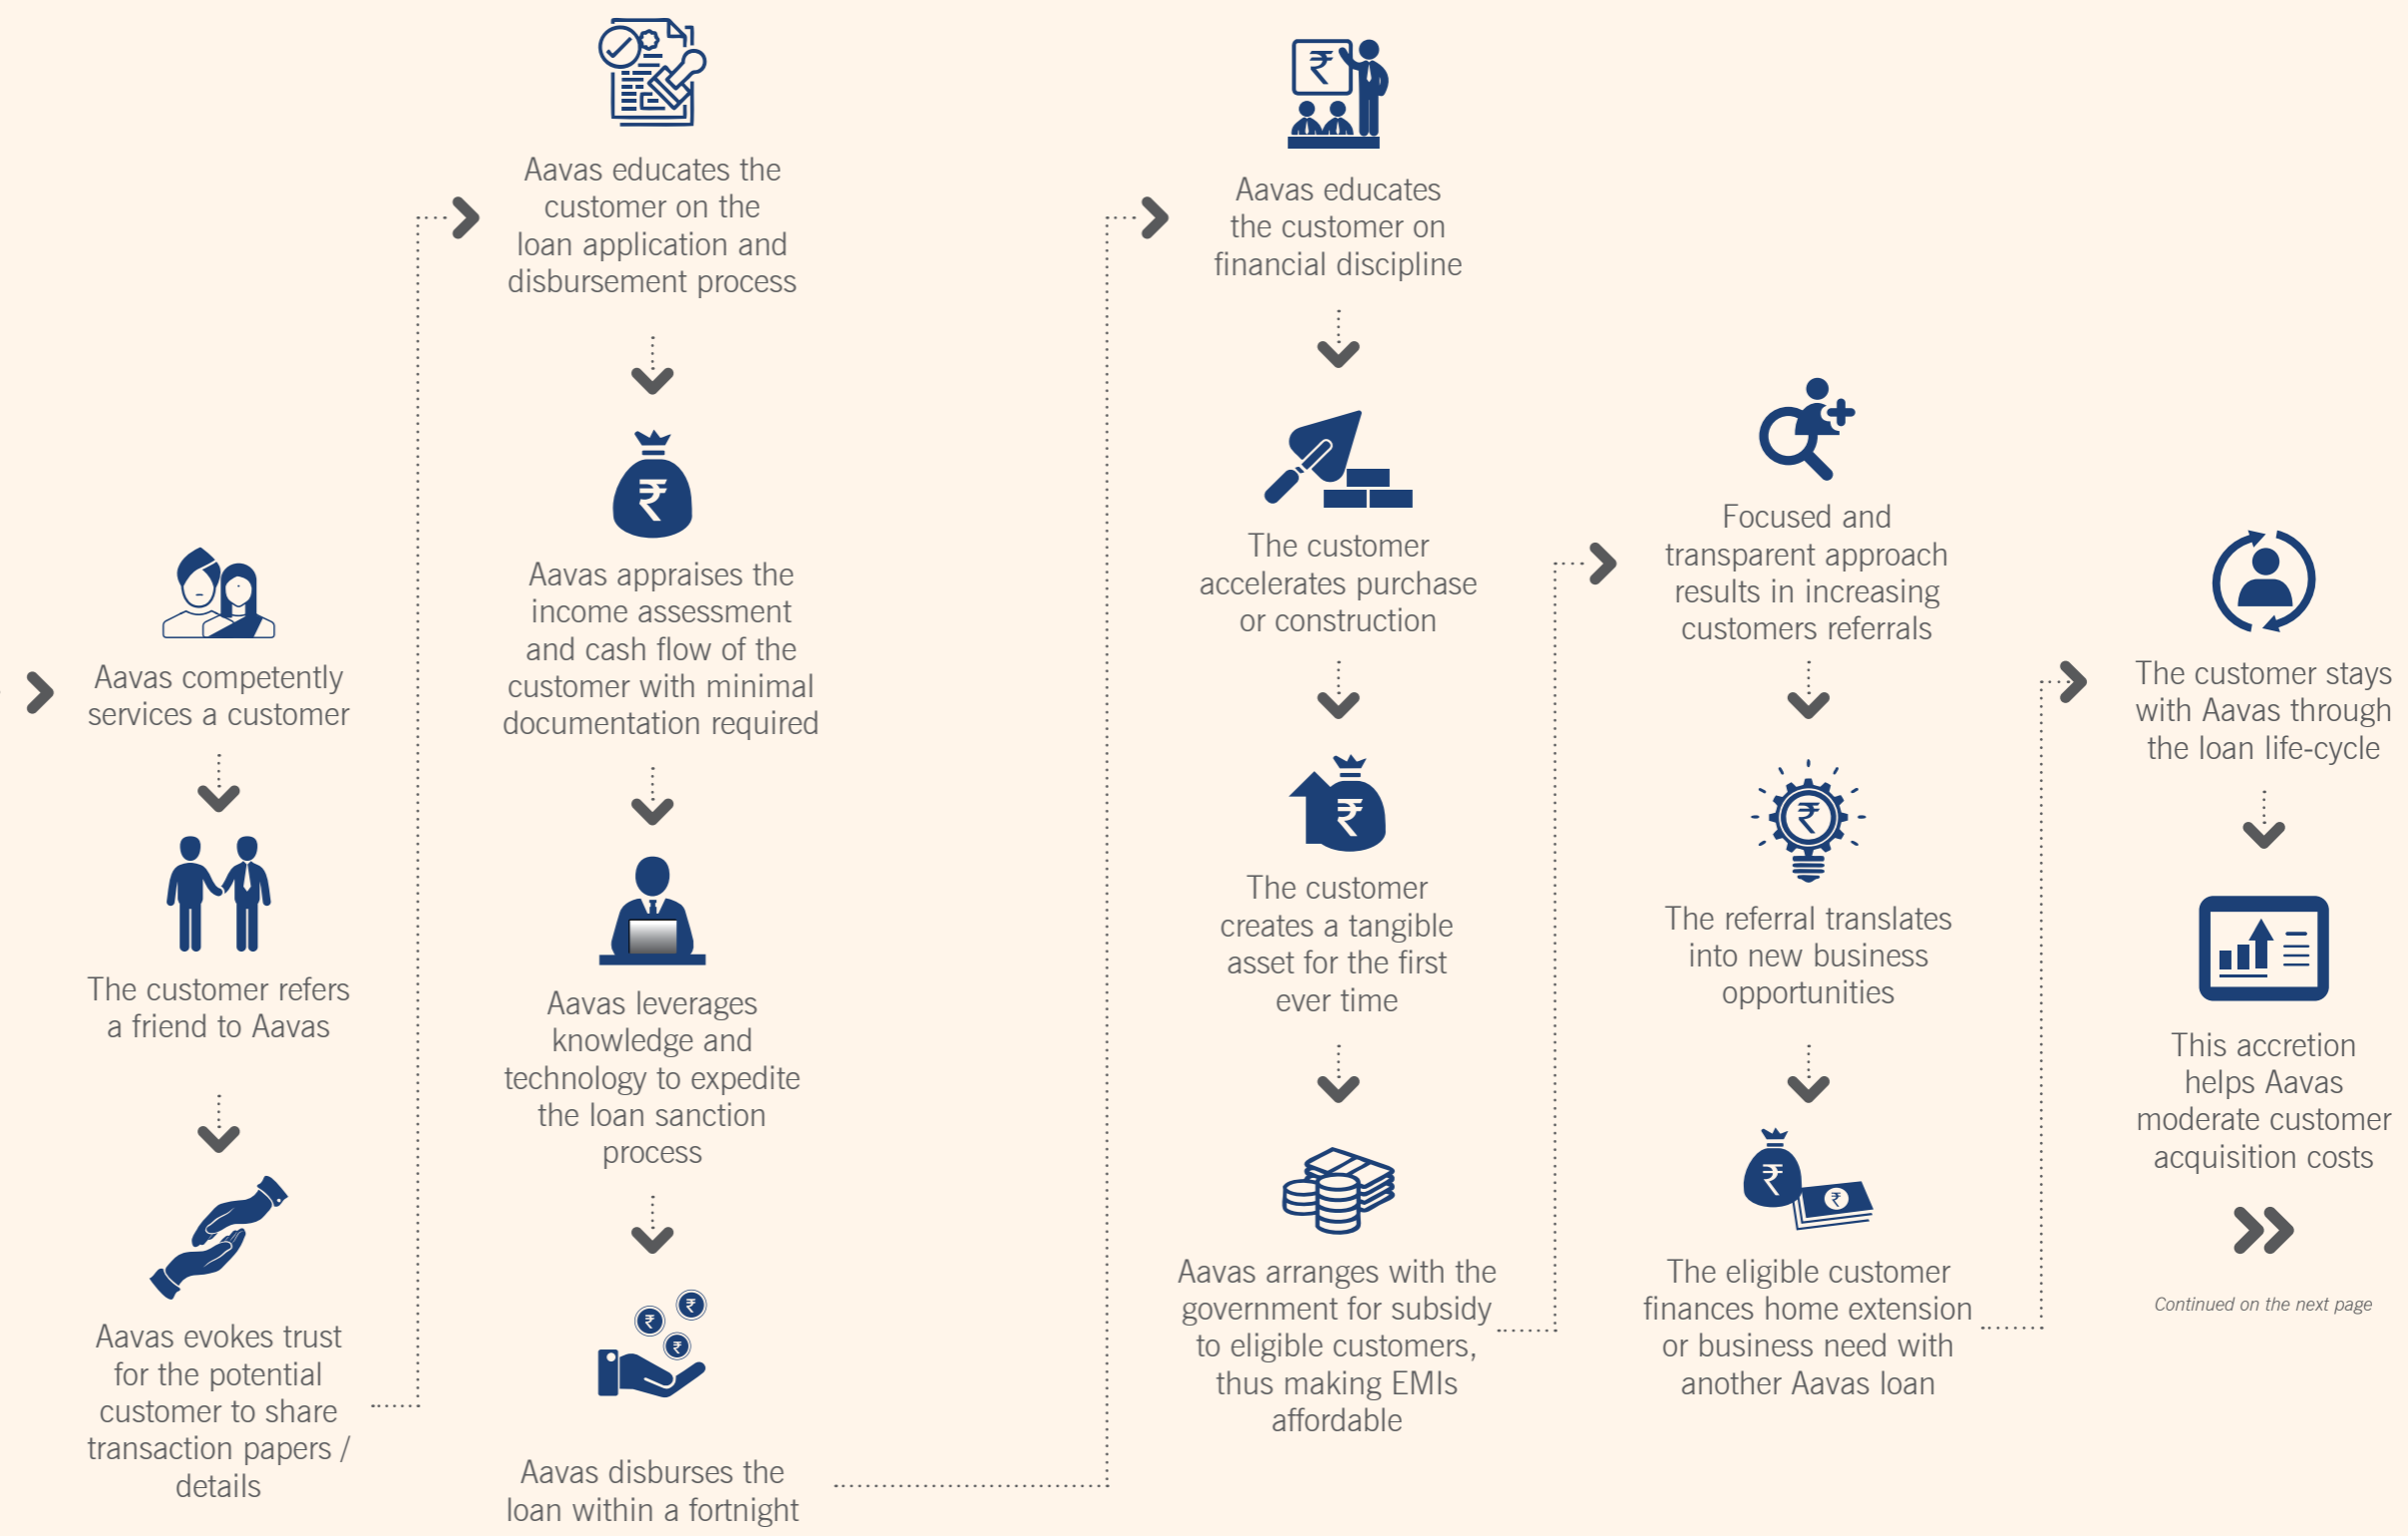 Aavas competently
services a customer
The customer refers
a friend to Aavas
Aavas evokes trust
for the potential
customer to share
transaction papers /
details
Aavas educates the
customer on the
loan application and
disbursement process
₹
Aavas appraises the
income assessment
and cash flow of the
customer with minimal
documentation required
Aavas leverages
knowledge and
technology to expedite
the loan sanction
process
₹
₹
₹
Aavas disburses the
loan within a fortnight
₹
Aavas educates
the customer on
financial discipline
The customer
accelerates purchase
or construction
₹
The customer
creates a tangible
asset for the first
ever time
Aavas arranges with the
government for subsidy
to eligible customers,
thus making EMIs
affordable
Focused and
transparent approach
results in increasing
customers referrals
₹
The referral translates
into new business
opportunities
₹
₹
The eligible customer
finances home extension
or business need with
another Aavas loan
The customer stays
with Aavas through
the loan life-cycle
This accretion
helps Aavas
moderate customer
acquisition costs
Continued on the next page